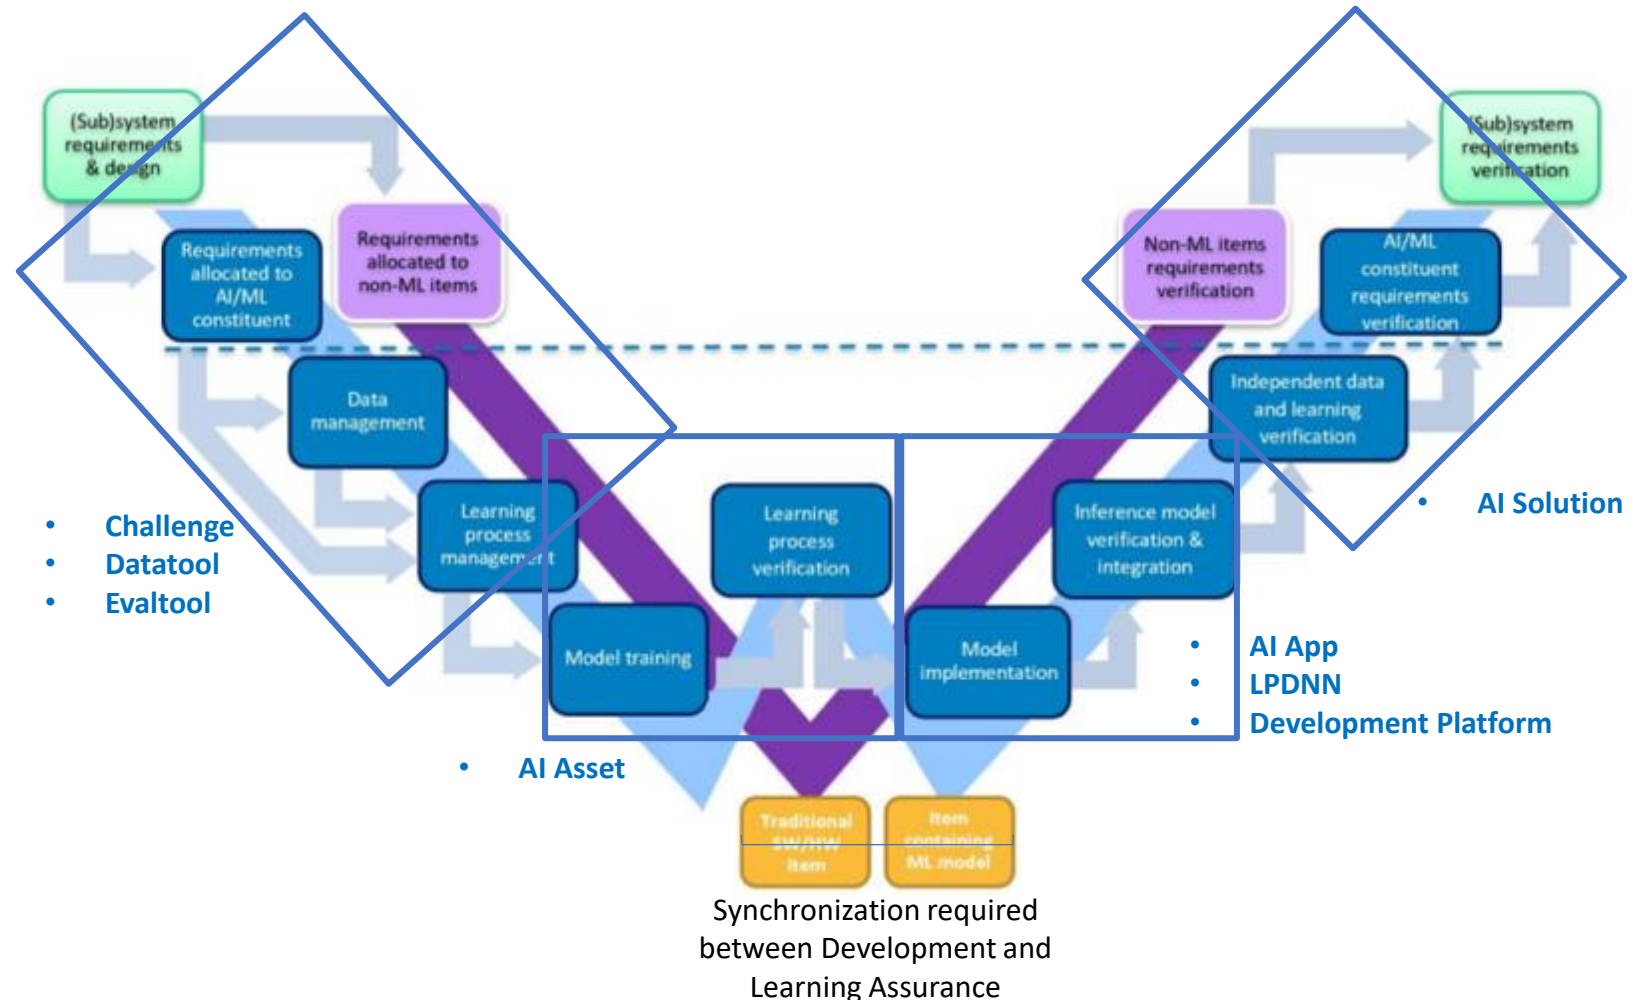 (Sub)system
requirements
& design
(Sub)system
requirements
verification
Requirements
allocated to
AI/ML
constituent
Requirements
allocated to
non-ML items
Non-ML items
requirements
verification
AI/ML
constituent
requirements
verification
Data
management
Independent data
and learning
verification
Learning
process
management
Learning
process
verification
Inference model
verification &
integration
• Challenge
• Datatool
• Evaltool
• AI Solution
Model training
Model
implementation
• AI App
• LPDNN
• Development Platform
• AI Asset
Traditional
SW/HW
item
Item
containing
ML model
Synchronization required
between Development and
Learning Assurance